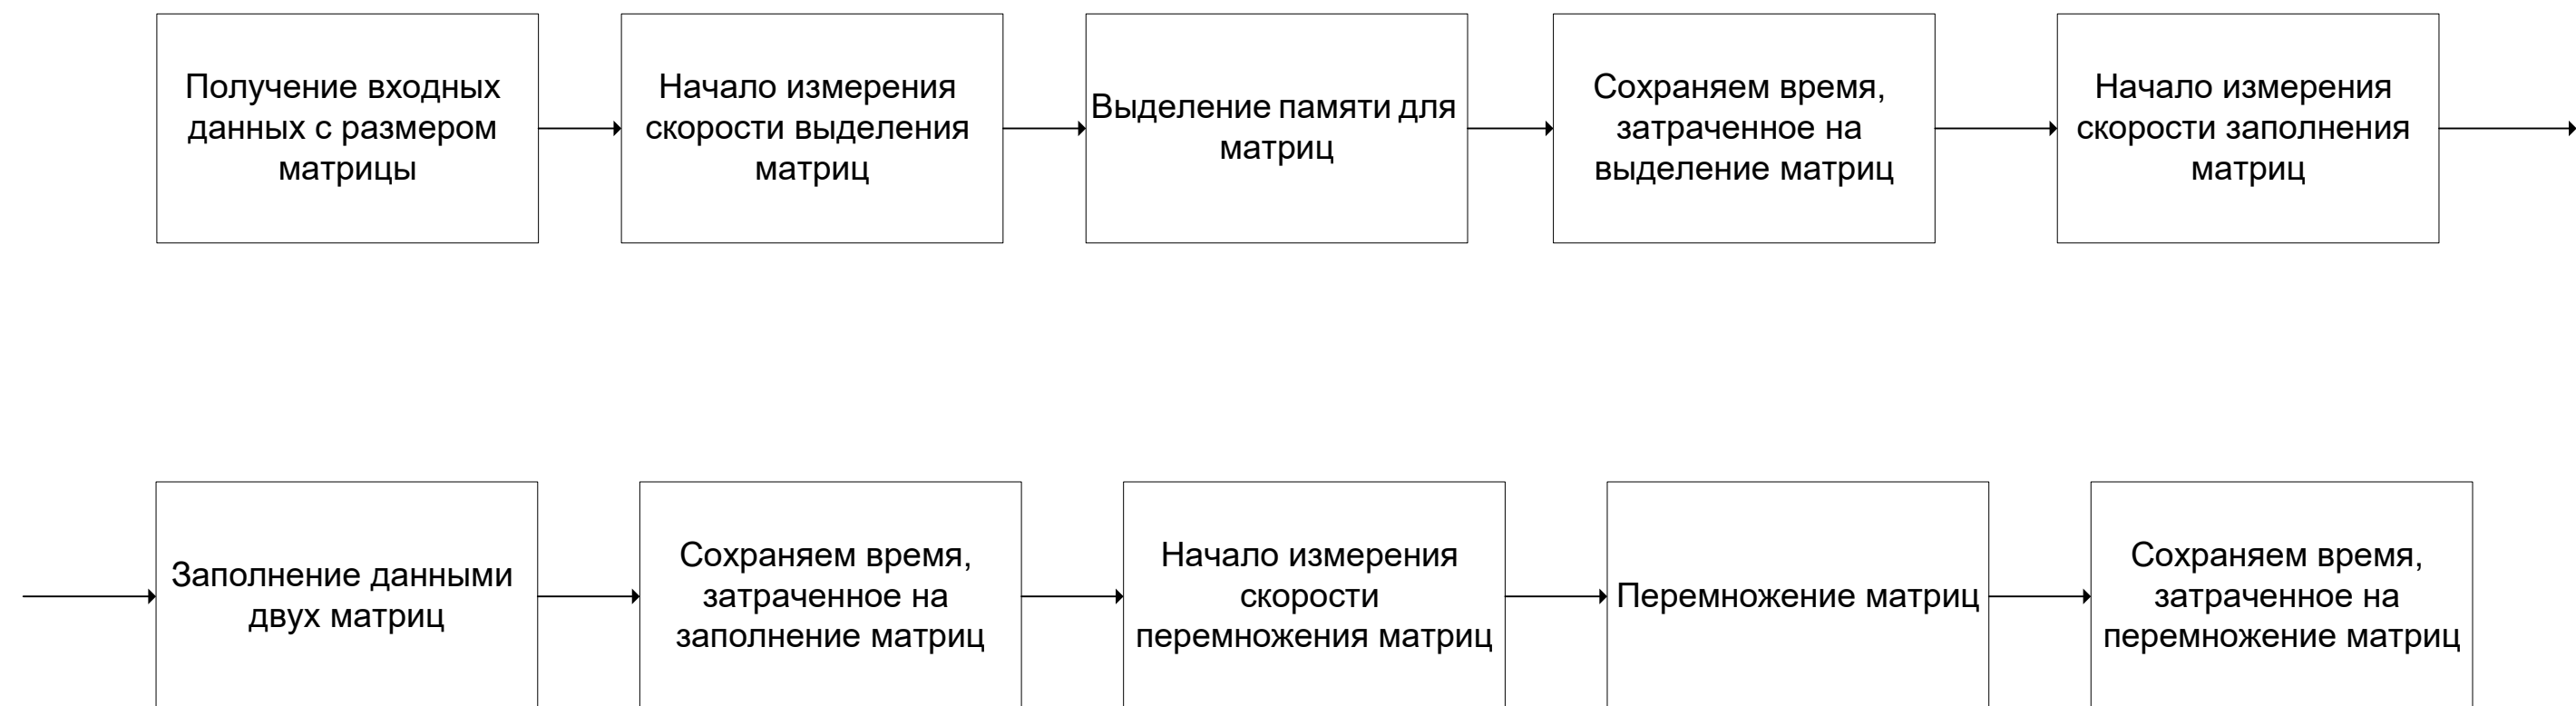 Получение входных
данных с размером
матрицы
Начало измерения
скорости выделения
матриц
Выделение памяти для
матриц
Сохраняем время,
затраченное на
выделение матриц
Начало измерения
скорости заполнения
матриц
Заполнение данными
двух матриц
Сохраняем время,
затраченное на
заполнение матриц
Начало измерения
скорости
перемножения матриц
Перемножение матриц
Сохраняем время,
затраченное на
перемножение матриц